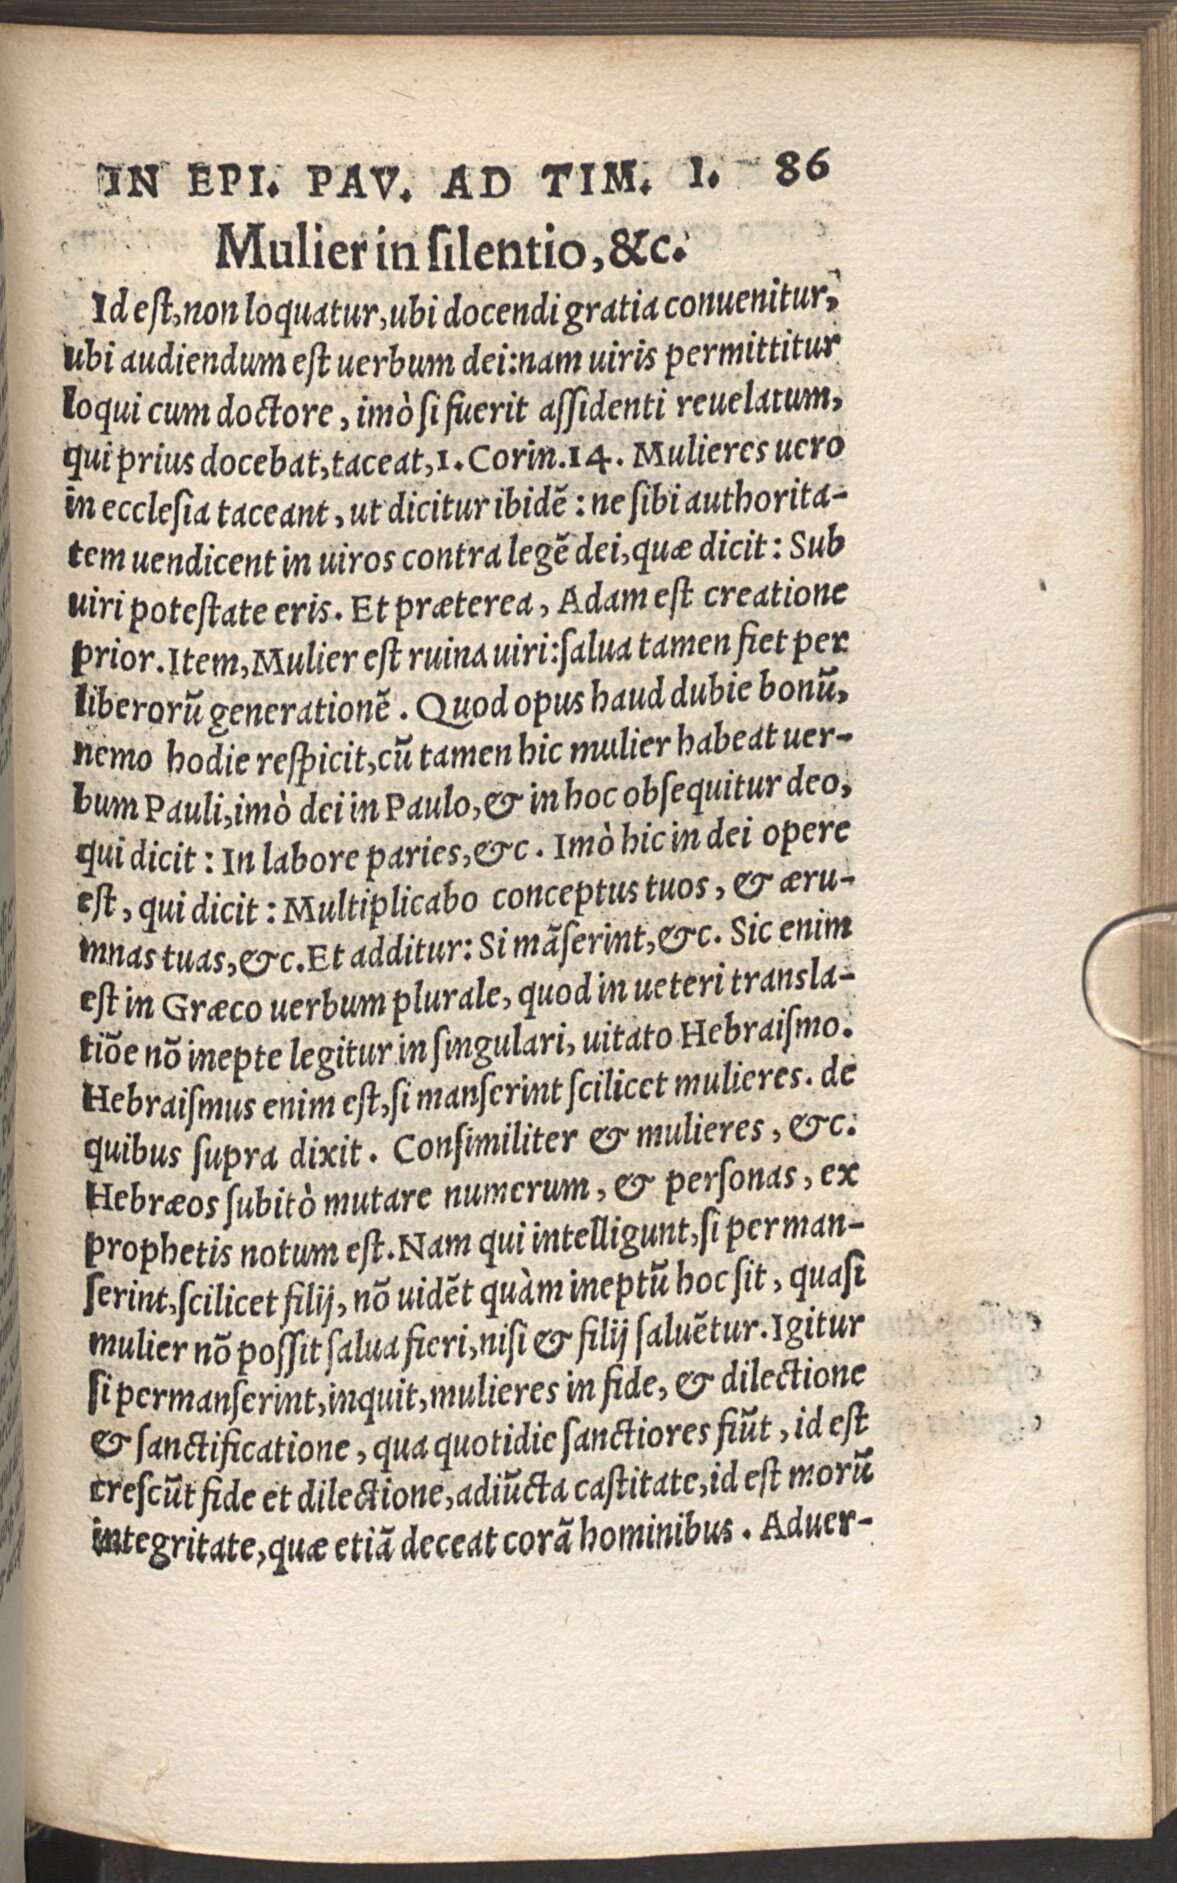 IN EPI. PAV. AD TIM. I. 86
Mulier in ſilentio, &c.
Id eſt, non loquatur, ubi docendi gratia conuenitur,
ubi audiendum eſt uerbum dei: nam uiris permittitur
loqui cum doctore, imò ſi fuerit aſſidenti reuelatum,
qui prius docebat, taceat, 1. Corin. 14. Mulieres uero
in eccleſia taceant, ut dicitur ibidē: ne ſibi authorita-
tem uendicent in uiros contra legē dei, quæ dicit: Sub
uiri poteſtate eris. Et præterea, Adam eſt creatione
prior. Item, Mulier eſt ruina uiri: ſalua tamen fiet per
liberorū generationē. Quod opus haud dubie bonū,
nemo hodie reſpicit, cū tamen hic mulier habeat uer-
bum Pauli, imò dei in Paulo, & in hoc obſequitur deo,
qui dicit: In labore paries, &c. Imò hic in dei opere
eſt, qui dicit: Multiplicabo conceptus tuos, & æru-
mnas tuas, &c. Et additur: Si māſerint, &c. Sic enim
eſt in Græco uerbum plurale, quod in ueteri transla-
tiōe nō inepte legitur in ſingulari, uitato Hebraiſmo.
Hebraiſmus enim eſt, ſi manſerint ſcilicet mulieres. de
quibus ſupra dixit. Conſimiliter & mulieres, &c:
Hebræos ſubitò mutare numerum, & perſonas, ex
prophetis notum eſt. Nam qui intelligunt, ſi perman-
ſerint, ſcilicet filij, nō uidēt quàm ineptū hoc ſit, quaſi
mulier nō poſſit ſalua fieri, niſi & filij ſaluētur. Igitur
ſi permanſerint, inquit, mulieres in fide, & dilectione
& ſanctificatione, qua quotidie ſanctiores fiūt, id eſt
creſcūt fide et dilectione, adiūcta caſtitate, id eſt morū
integritate, quæ etiā deceat corā hominibus. Aduer-